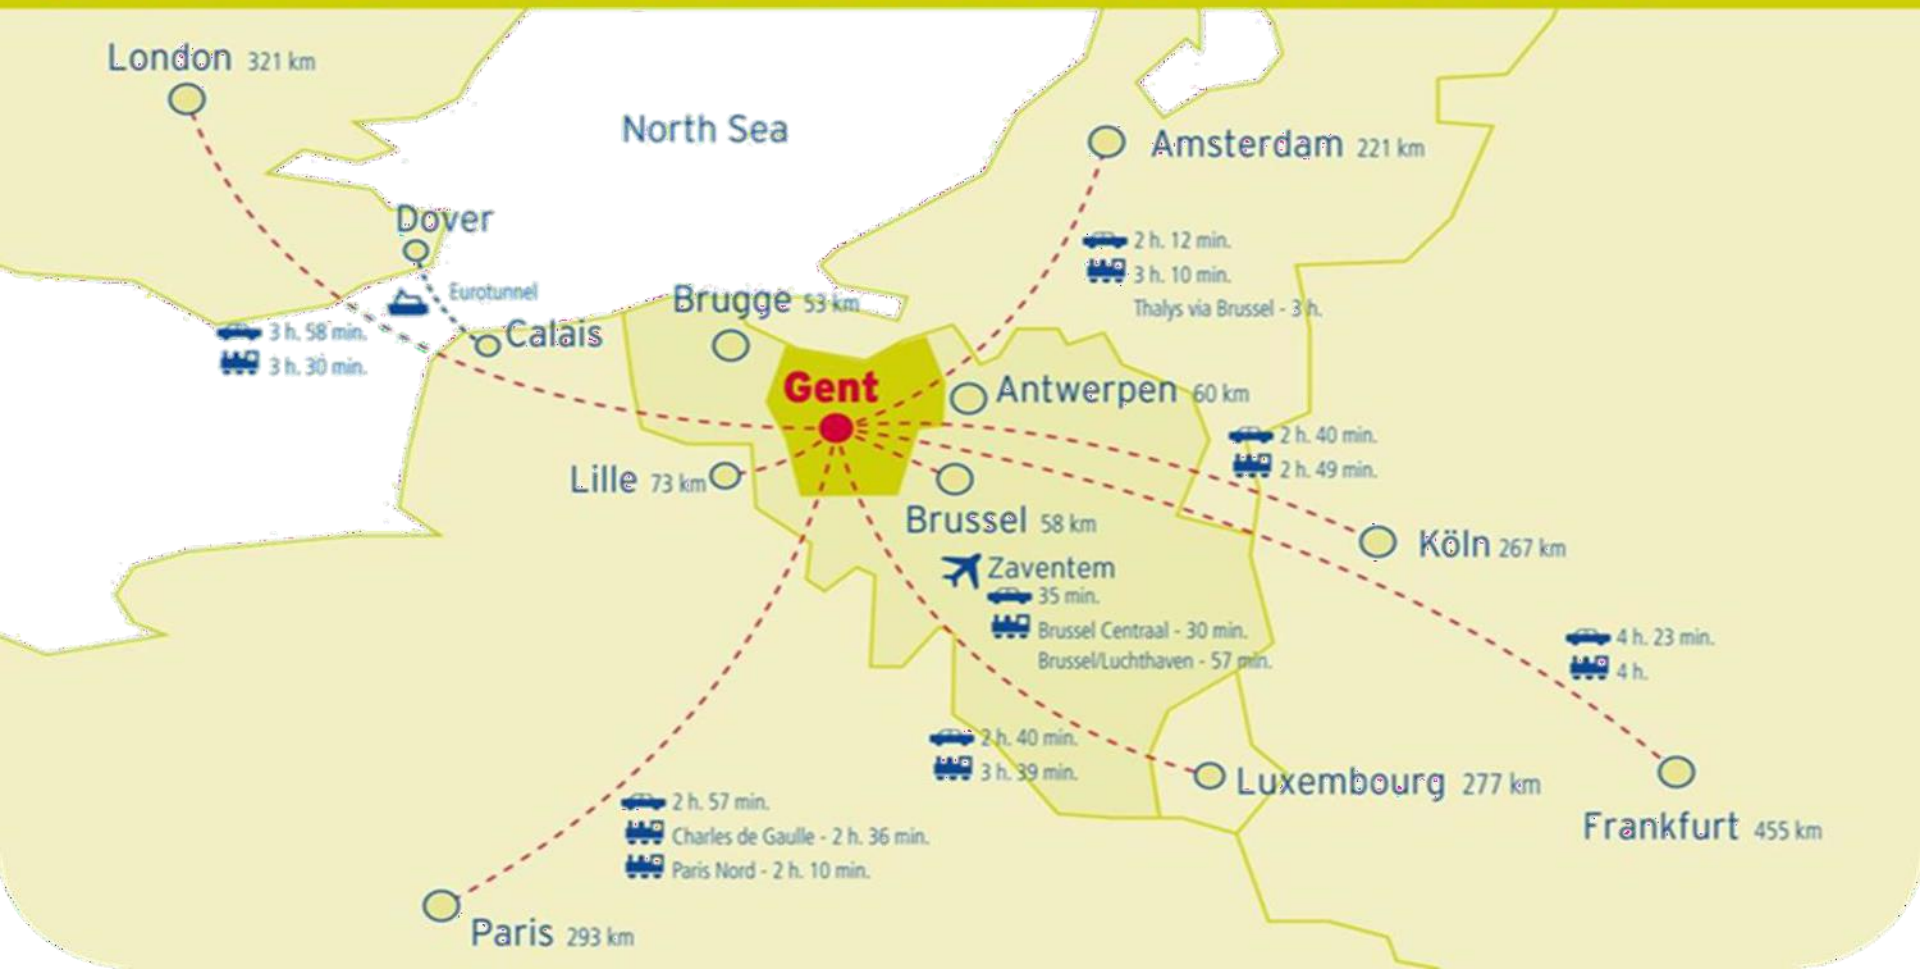 London 321 km
North Sea
Amsterdam 221 km
Dover
2 h. 12 min.
3 h. 10 min.
Thalys via Brussel - 3 h.
Eurotunnel
Brugge 53 km
3 h. 58 min.
3 h. 30 min.
Calais
Gent
Antwerpen 60 km
2 h. 40 min.
2 h. 49 min.
Lille 73 km
Brussel 58 km
Köln 267 km
Zaventem
35 min.
Brussel Centraal - 30 min.
Brussel/Luchthaven - 57 min.
4 h. 23 min.
4 h.
2 h. 40 min.
3 h. 39 min.
Luxembourg 277 km
2 h. 57 min.
Charles de Gaulle - 2 h. 36 min.
Paris Nord - 2 h. 10 min.
Frankfurt 455 km
Paris 293 km